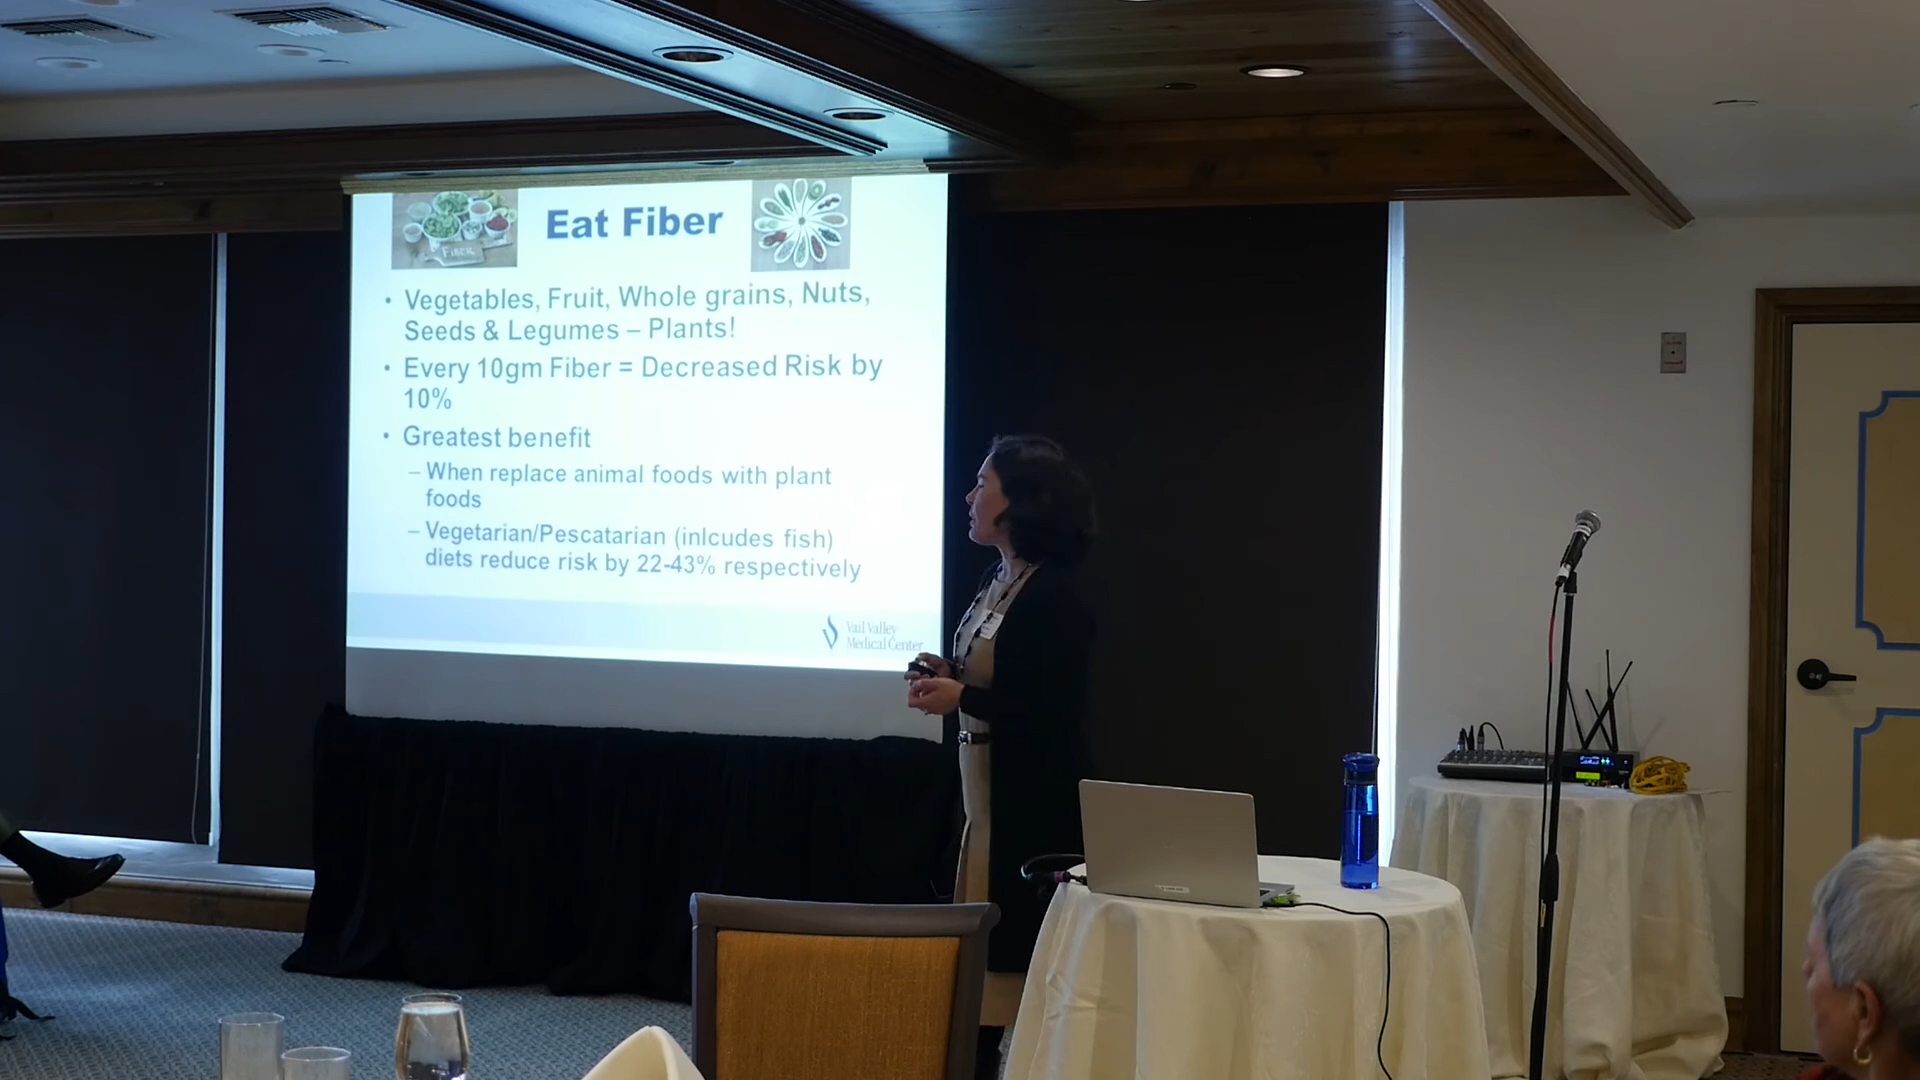 FIBER
Eat Fiber
• Vegetables, Fruit, Whole grains, Nuts,
Seeds & Legumes – Plants!
• Every 10gm Fiber = Decreased Risk by
10%
• Greatest benefit
– When replace animal foods with plant
foods
– Vegetarian/Pescatarian (inlcudes fish)
diets reduce risk by 22-43% respectively
Vail Valley
Medical Center